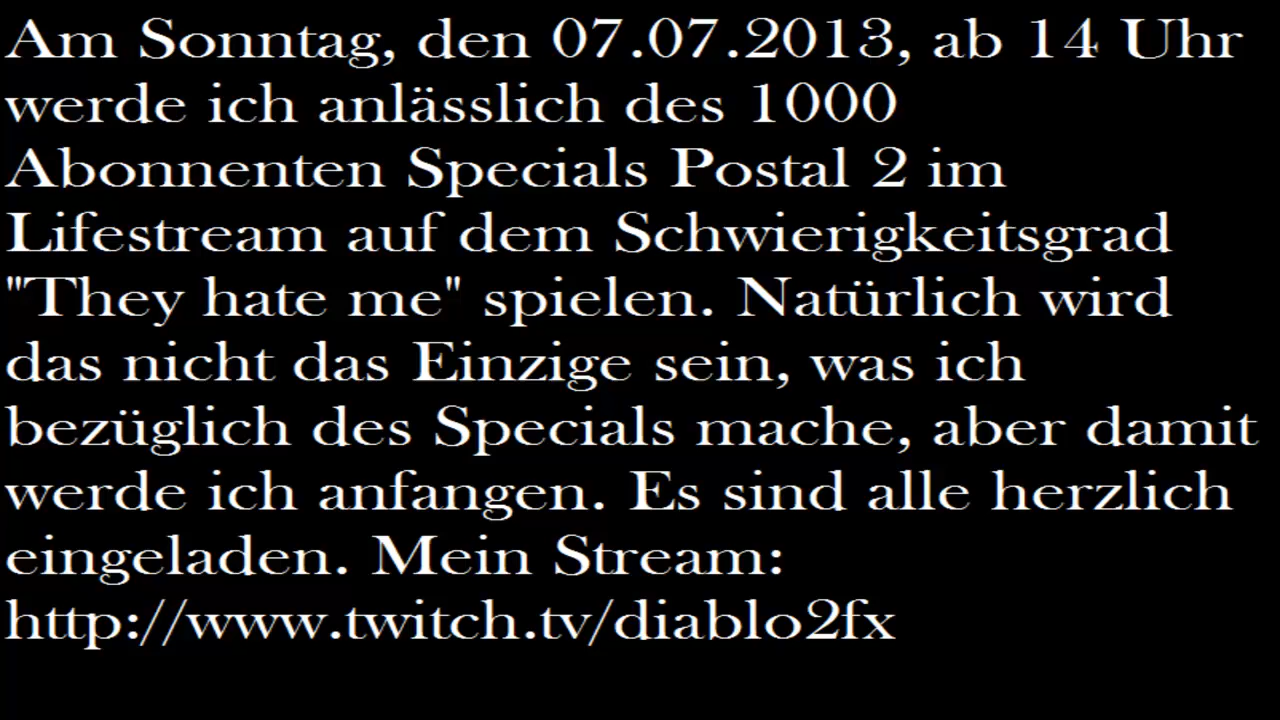 Am Sonntag, den 07.07.2013, ab 14 Uhr
werde ich anlässlich des 1000
Abonnenten Specials Postal 2 im
Lifestream auf dem Schwierigkeitsgrad
"They hate me" spielen. Natürlich wird
das nicht das Einzige sein, was ich
bezüglich des Specials mache, aber damit
werde ich anfangen. Es sind alle herzlich
eingeladen. Mein Stream:
http://www.twitch.tv/diablo2fx